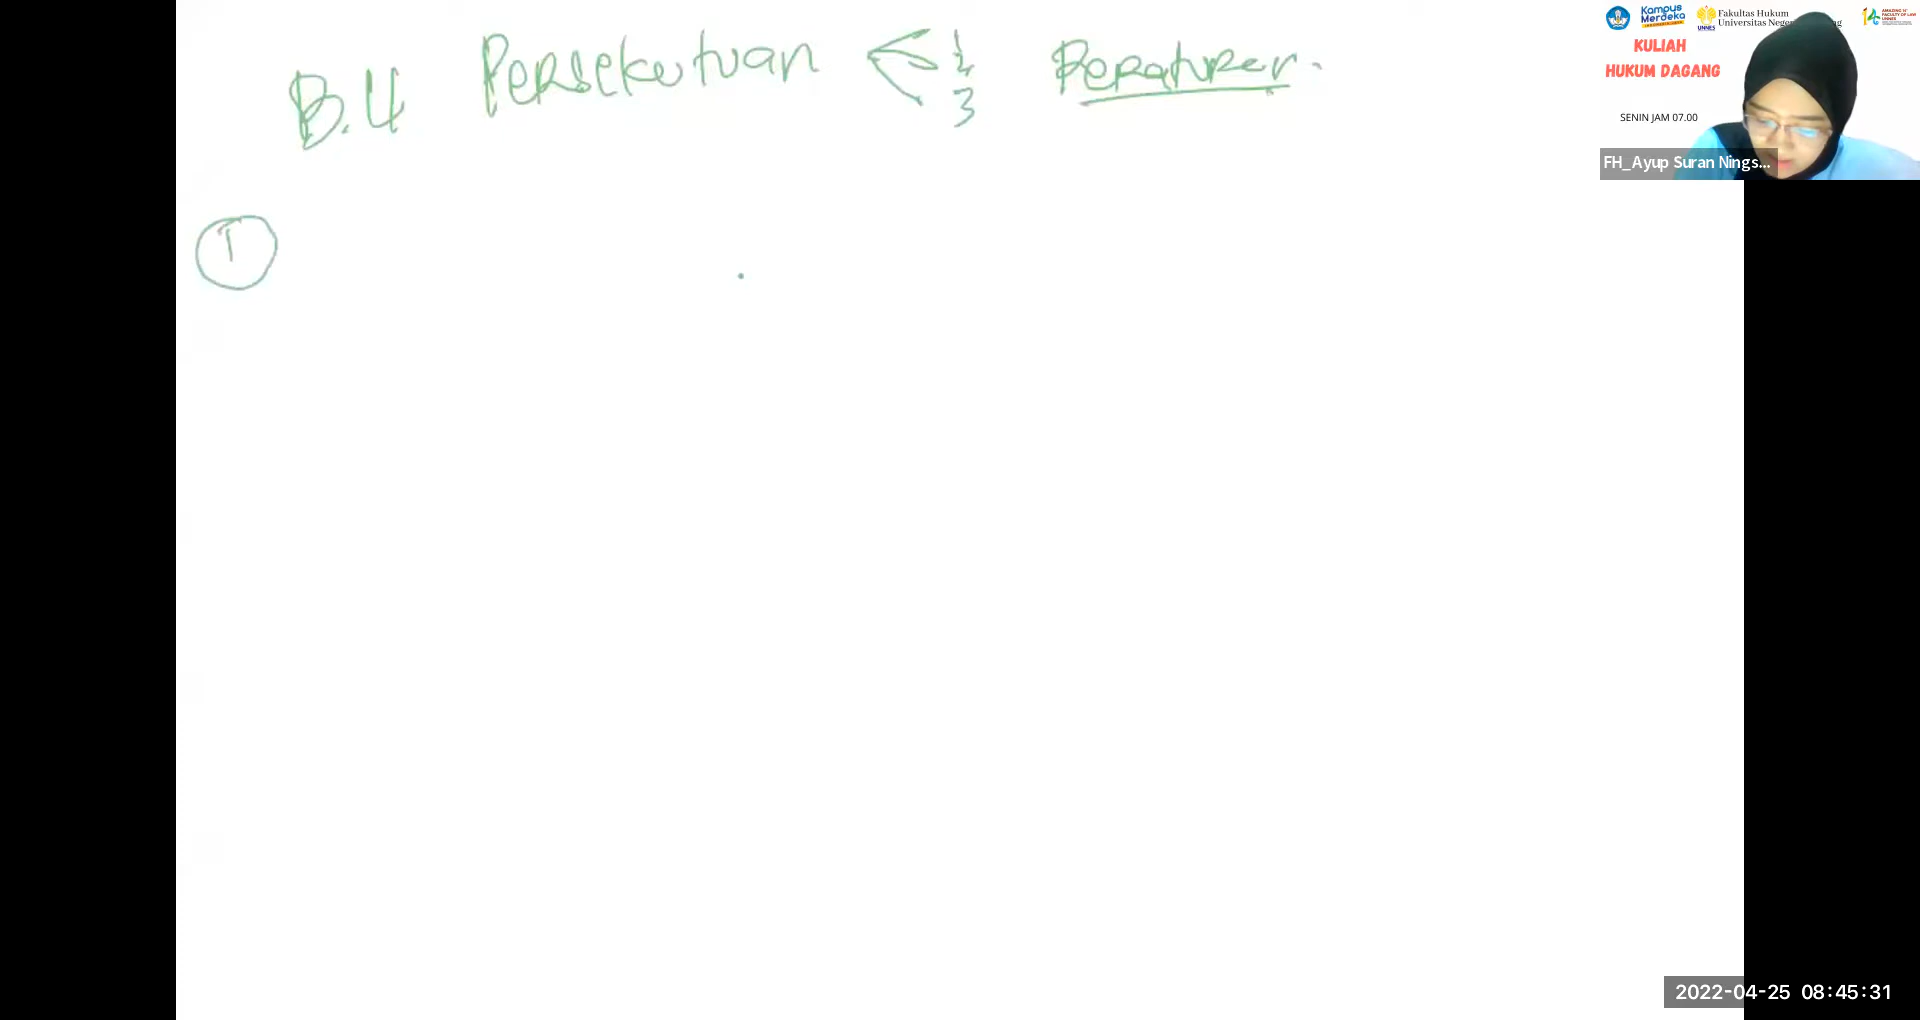 B.U Persekutuan < 1 Peraturan.
2
3
1
Kampus Merdeka
UNNES
Fakultas Hukum
Universitas Neger
KULIAH
HUKUM DAGANG
SENIN JAM 07.00
FH_Ayup Suran Nings...
2022-04-25 08:45:31